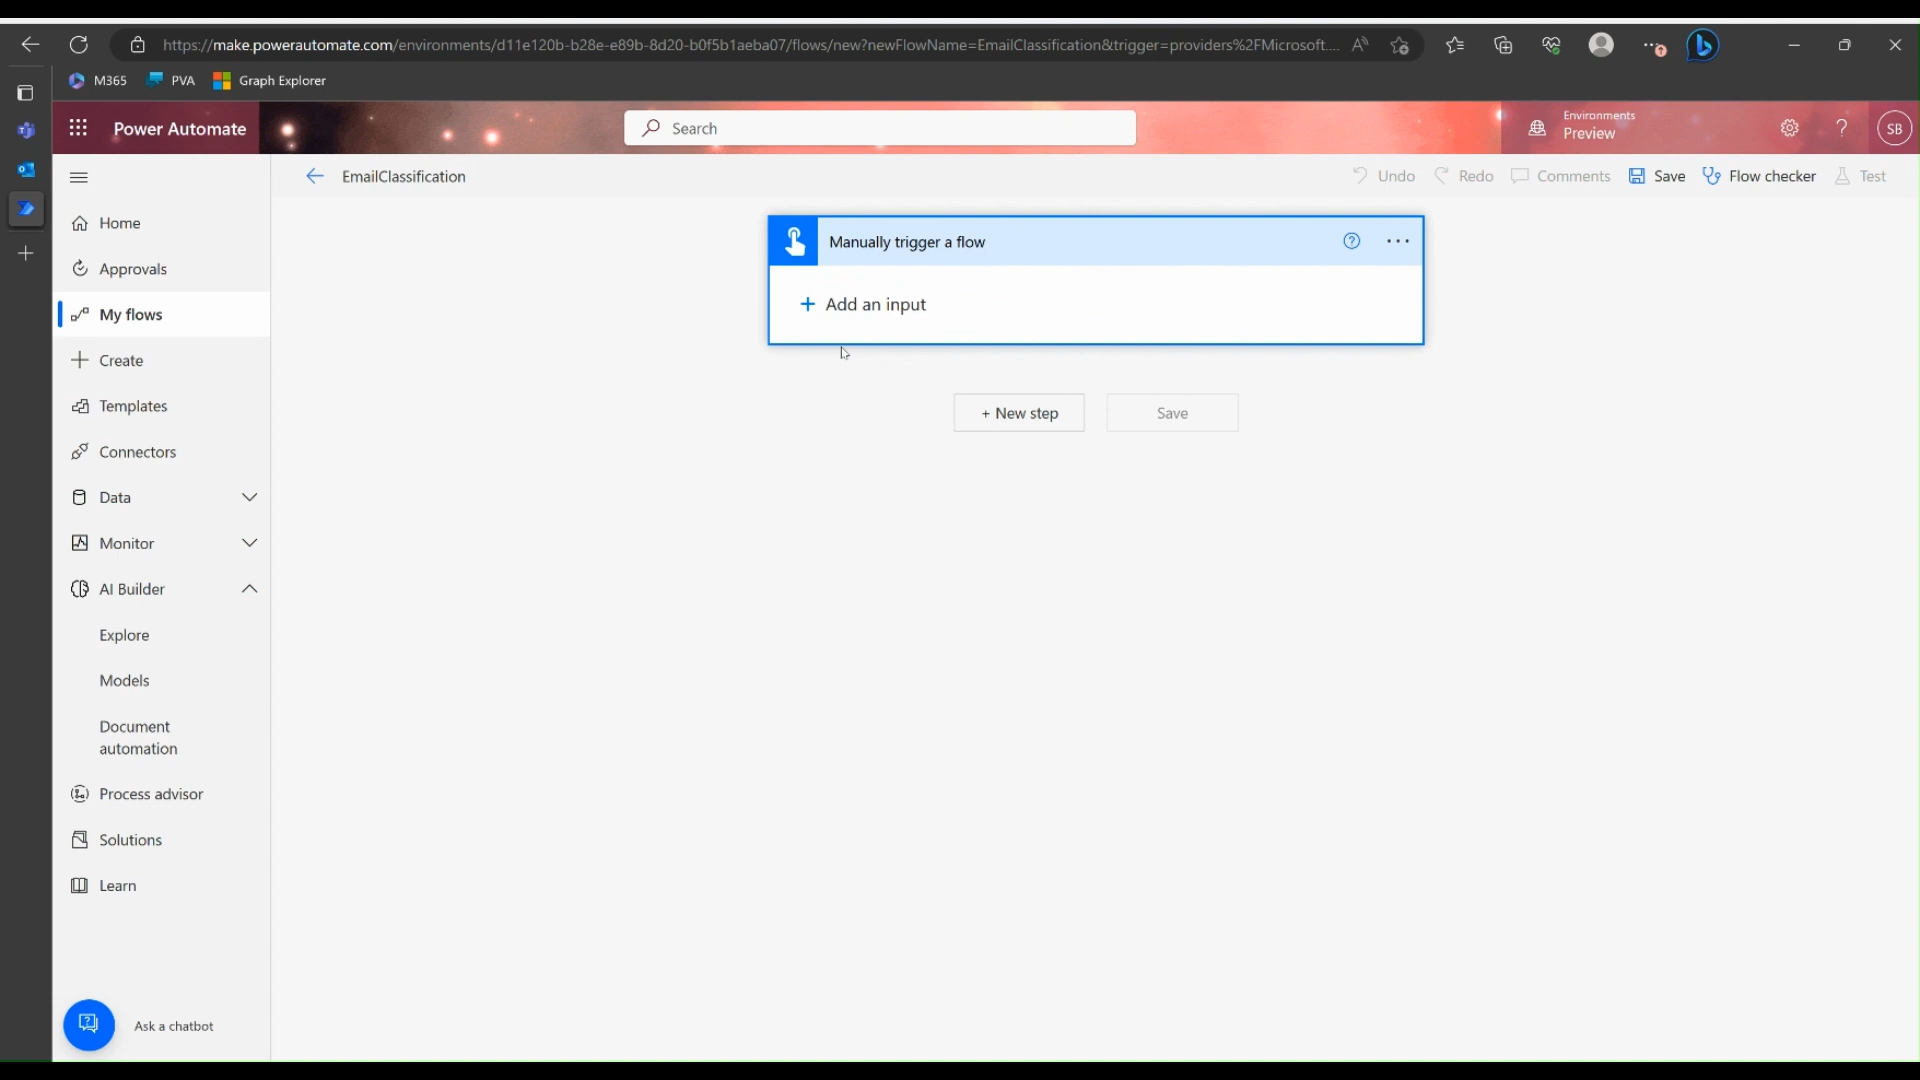 https://make.powerautomate.com/environments/d11e120b-b28e-e89b-8d20-b0f5b1aeba07/flows/new?newFlowName=EmailClassification&trigger=providers%2FMicrosoft....
M365 PVA Graph Explorer
Power Automate
Search
Environments
Preview
SB
EmailClassification
Undo Redo Comments Save Flow checker Test
Home
Approvals
My flows
Create
Templates
Connectors
Data
Monitor
AI Builder
Explore
Models
Document
automation
Process advisor
Solutions
Learn
Ask a chatbot
Manually trigger a flow
+ Add an input
+ New step Save